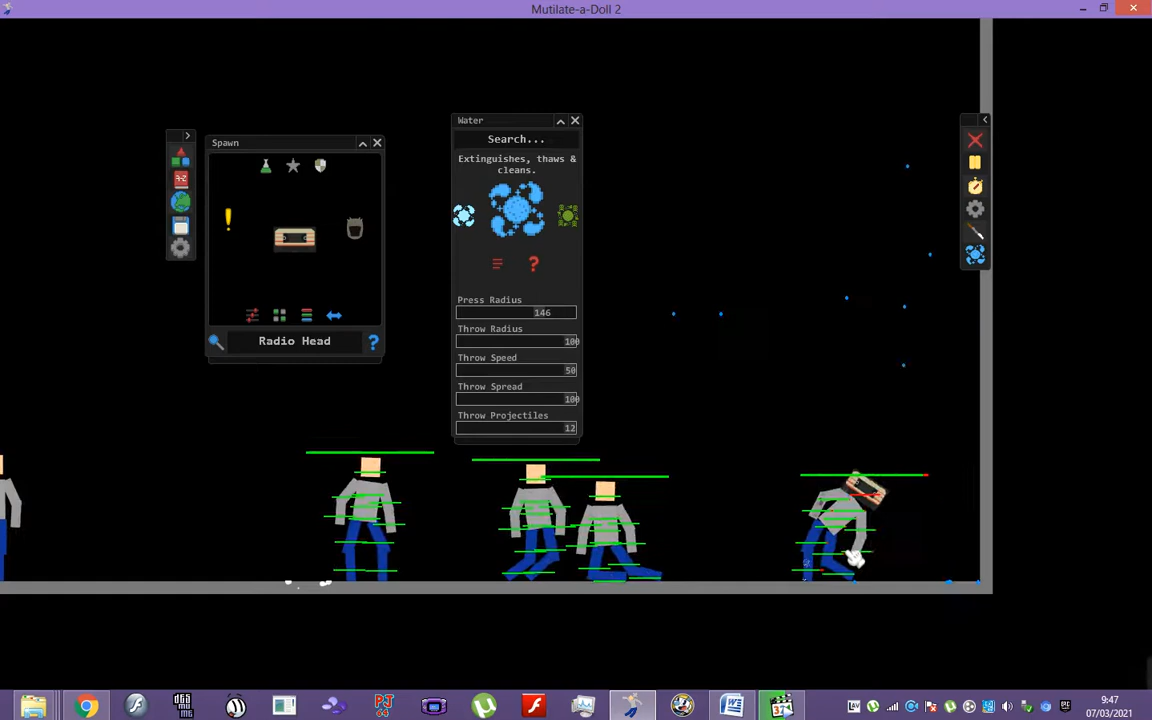 Mutilate-a-Doll 2
Spawn
Radio Head
?
Water
Search...
Extinguishes, thaws &
cleans.
?
Press Radius
146
Throw Radius
100
Throw Speed
50
Throw Spread
100
Throw Projectiles
12
9:47
07/03/2021